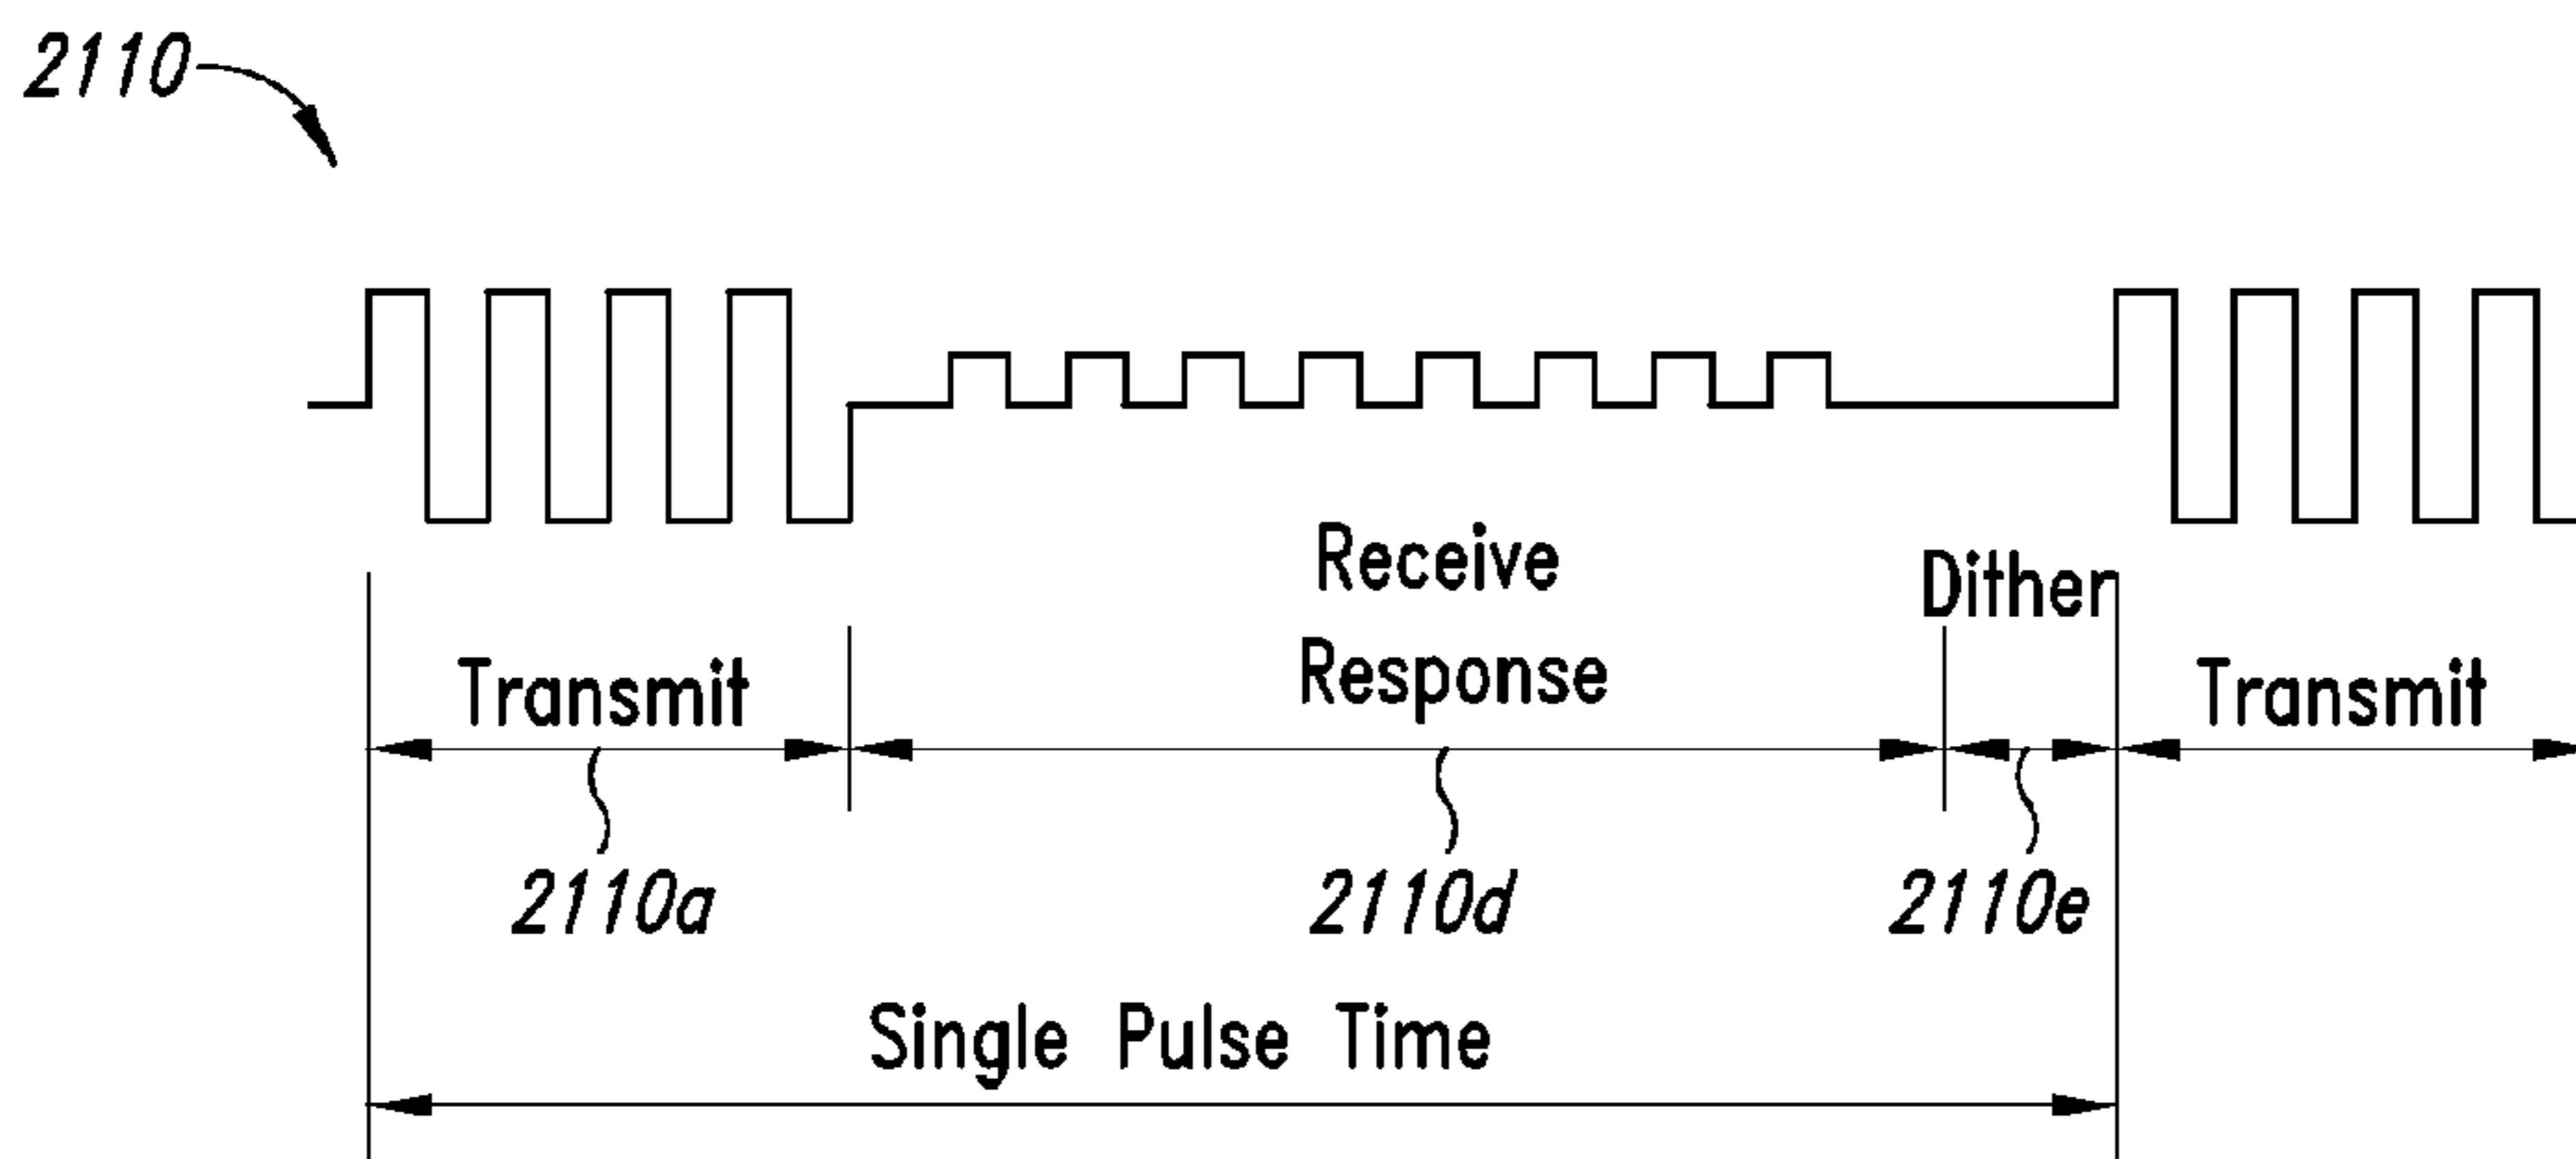 2110
Receive
Response
Dither
Transmit
Transmit
2110a
2110d
2110e
Single Pulse Time